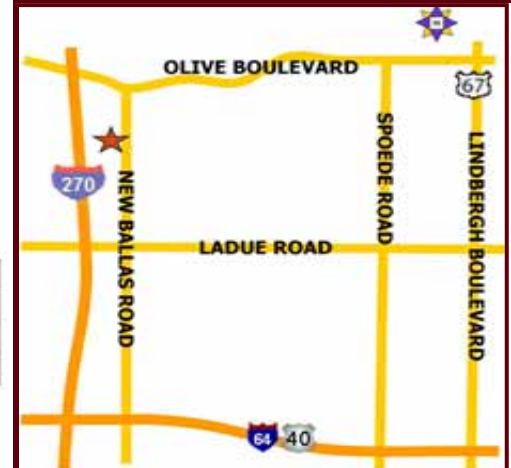 OLIVE BOULEVARD
67
SPOEDE ROAD
LINDBERGH BOULEVARD
270
NEW BALLAS ROAD
LADUE ROAD
64 40